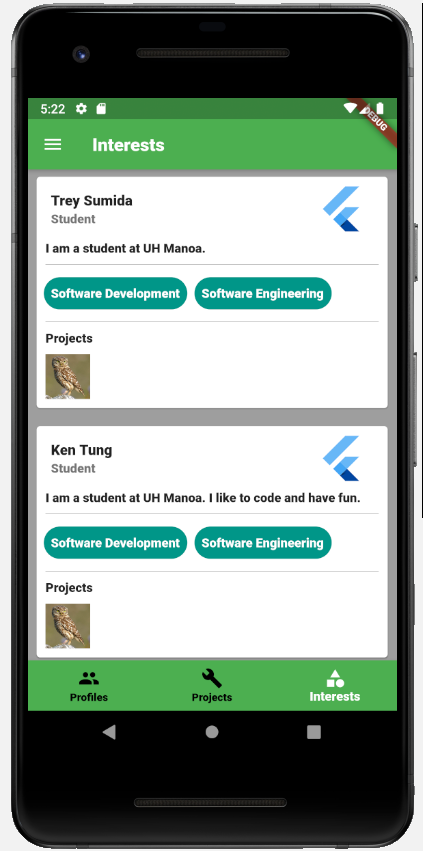 5:22
DEBUG
Interests
Trey Sumida
Student
I am a student at UH Manoa.
Software Development Software Engineering
Projects
Ken Tung
Student
I am a student at UH Manoa. I like to code and have fun.
Software Development Software Engineering
Projects
Profiles Projects Interests